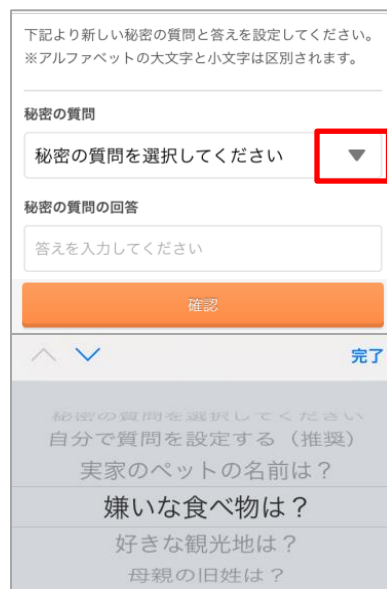 下記より新しい秘密の質問と答えを設定してください。
※アルファベットの大文字と小文字は区別されます。
秘密の質問
秘密の質問を選択してください
秘密の質問の回答
答えを入力してください
確認
完了
秘密の質問を選択してください
自分で質問を設定する（推奨）
実家のペットの名前は？
嫌いな食べ物は？
好きな観光地は？
母親の旧姓は？